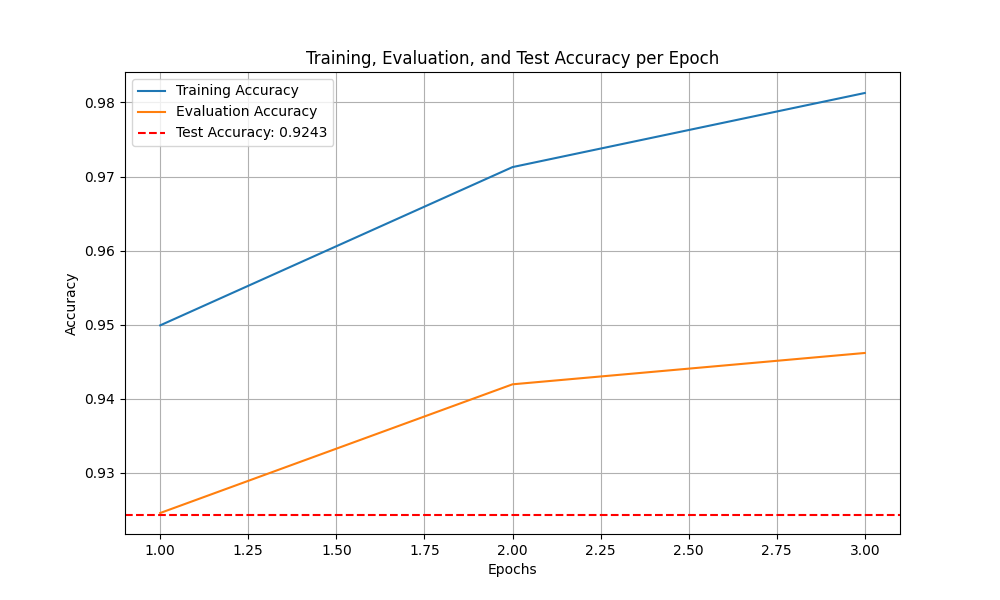 Training, Evaluation, and Test Accuracy per Epoch
Training Accuracy
Evaluation Accuracy
Test Accuracy: 0.9243
0.98
0.97
0.96
0.95
0.94
0.93
Accuracy
1.00 1.25 1.50 1.75 2.00 2.25 2.50 2.75 3.00
Epochs